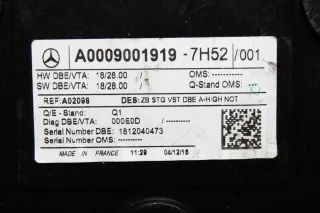 A0009001919 -7H52 /001
HW DBE/VTA: 18/28.00 / OMS:-----
SW DBE/VTA: 18/28.00 / Q-Stand OMS:---
REF:A02098 DES:ZB STG VST DBE A-HIGH NOT
Q/E - Stand: Q1
Diag DBE/VTA: 000E0D /
Serial Number DBE: 1812040473
Serial Number OMS:----------
MADE IN FRANCE 11:29 04/12/18